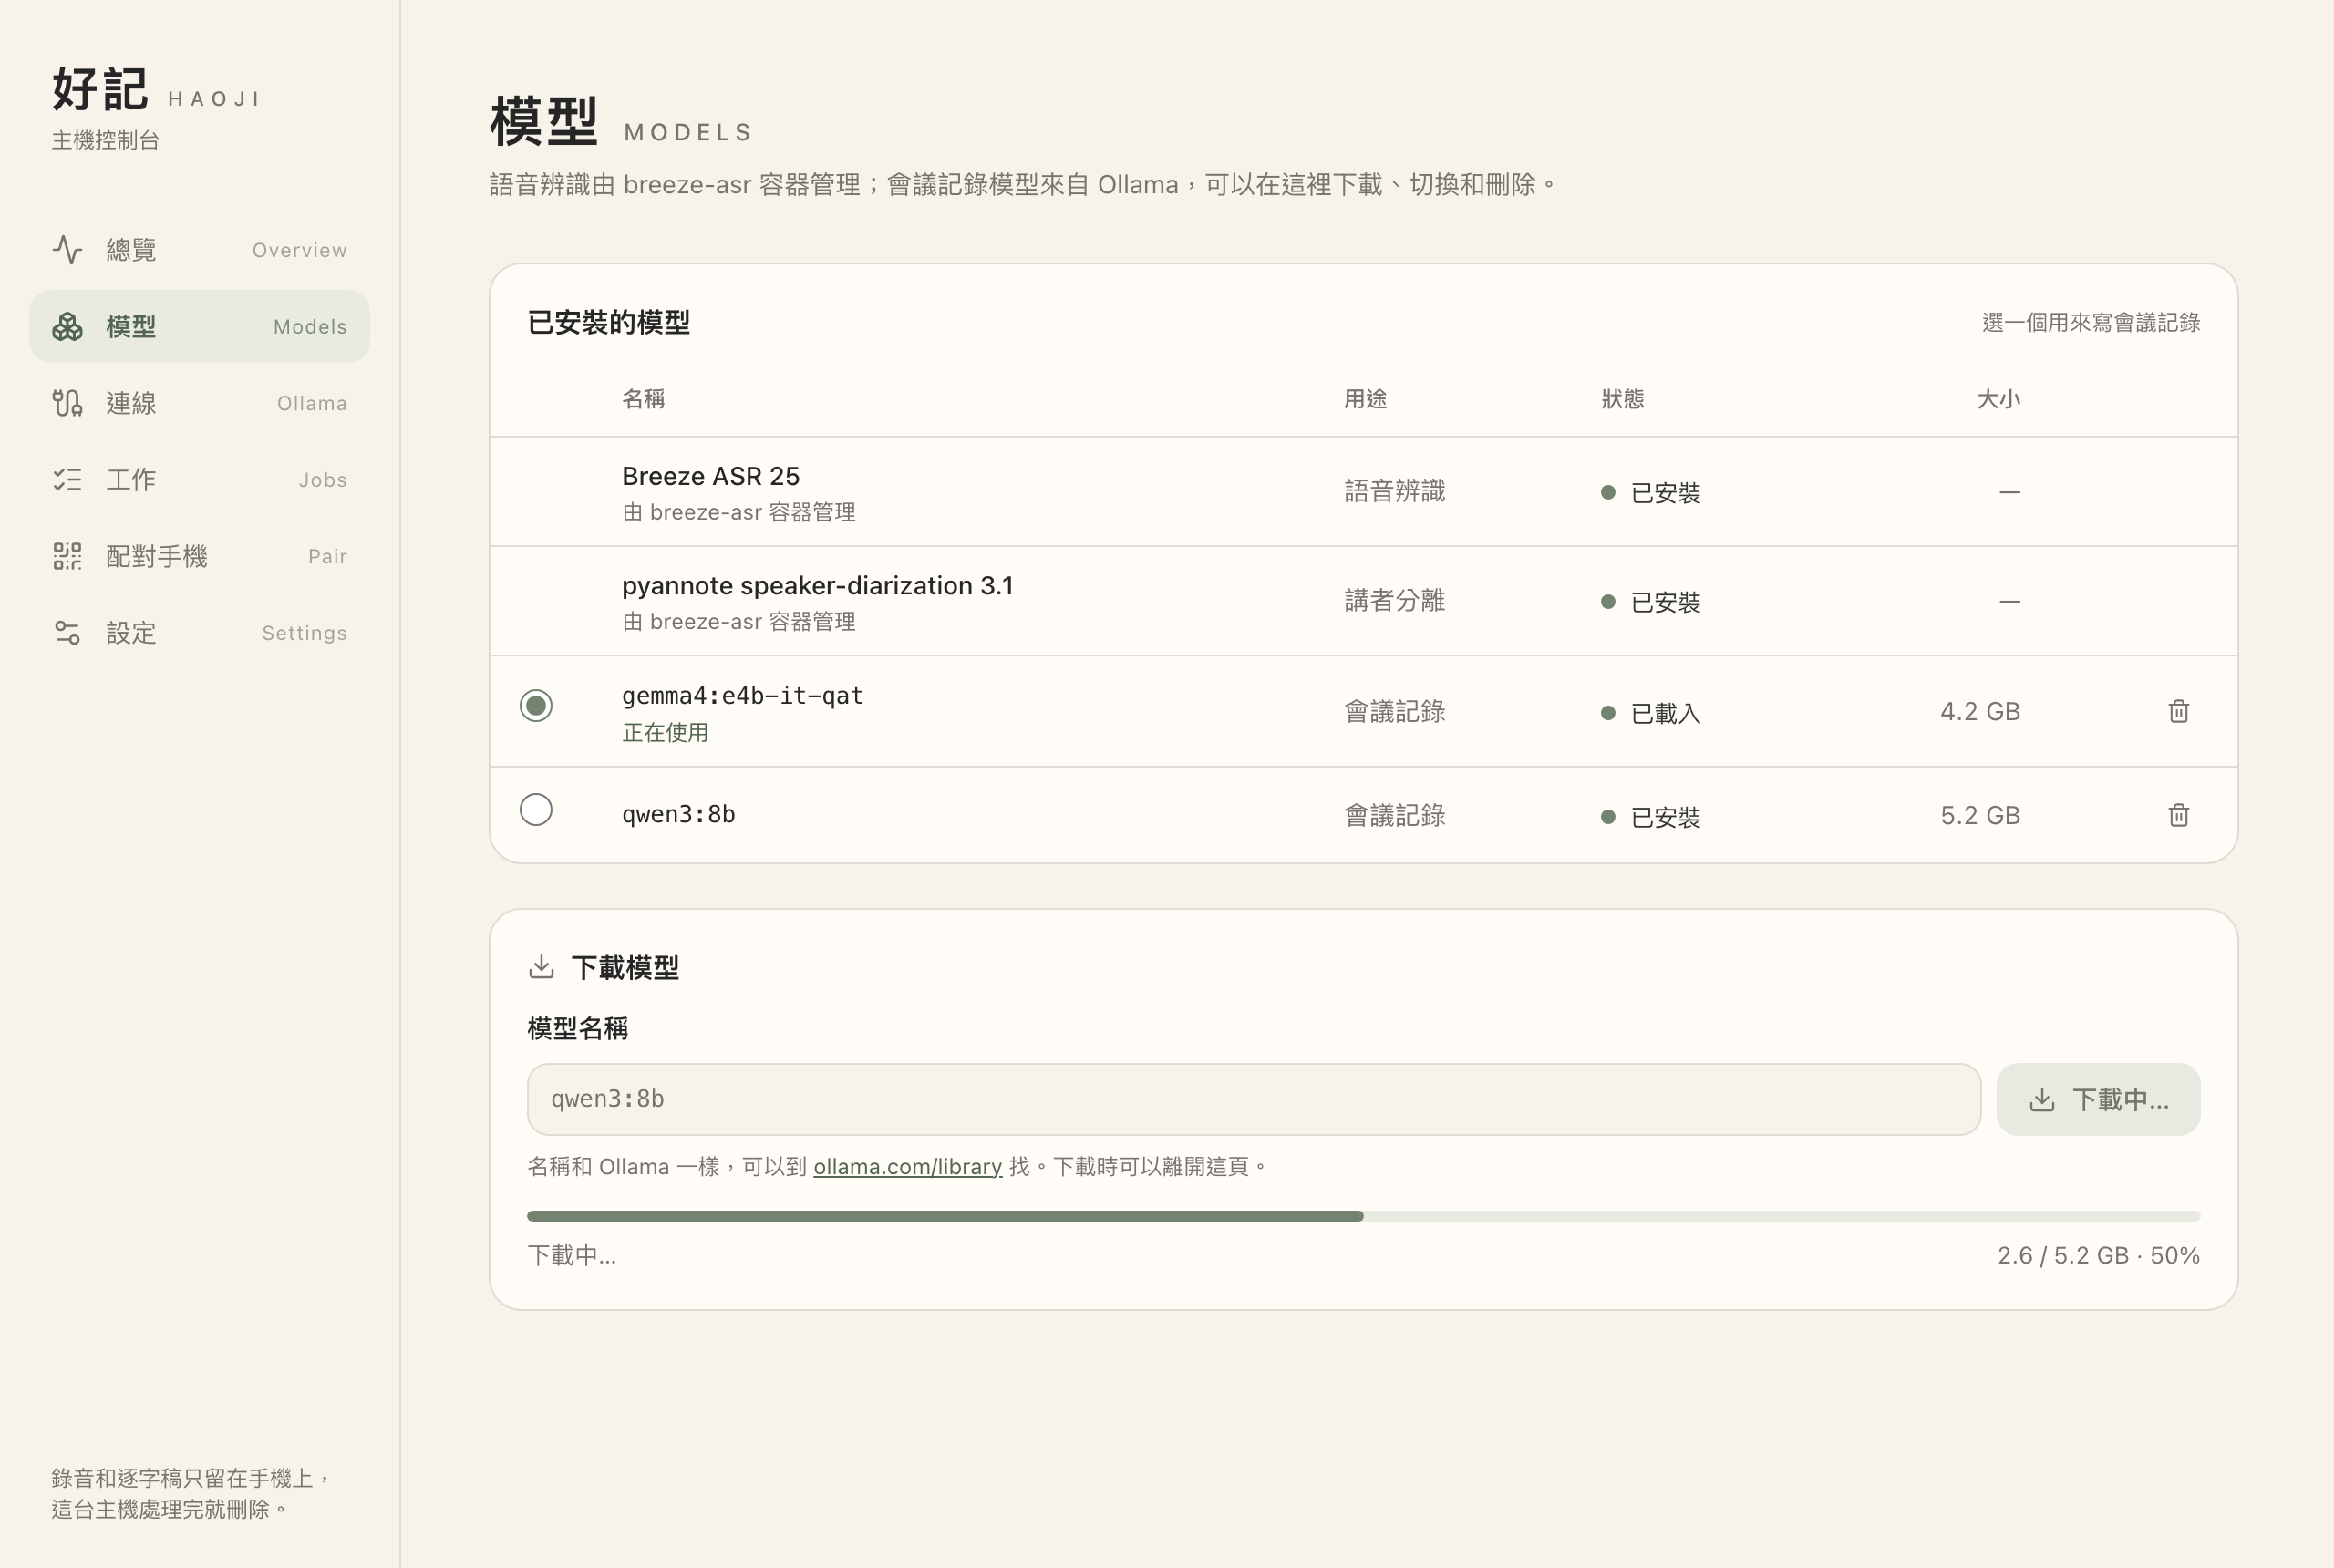 好記 HAOJI
主機控制台
總覽 Overview
模型 Models
連線 Ollama
工作 Jobs
配對手機 Pair
設定 Settings
錄音和逐字稿只留在手機上，
這台主機處理完就刪除。
模型 MODELS
語音辨識由 breeze-asr 容器管理；會議記錄模型來自 Ollama，可以在這裡下載、切換和刪除。
已安裝的模型 選一個用來寫會議記錄
名稱 用途 狀態 大小
Breeze ASR 25 語音辨識 已安裝 —
由 breeze-asr 容器管理
pyannote speaker-diarization 3.1 講者分離 已安裝 —
由 breeze-asr 容器管理
gemma4:e4b-it-qat 會議記錄 已載入 4.2 GB
正在使用
qwen3:8b 會議記錄 已安裝 5.2 GB
下載模型
模型名稱
qwen3:8b 下載中...
名稱和 Ollama 一樣，可以到 ollama.com/library 找。下載時可以離開這頁。
下載中... 2.6 / 5.2 GB · 50%